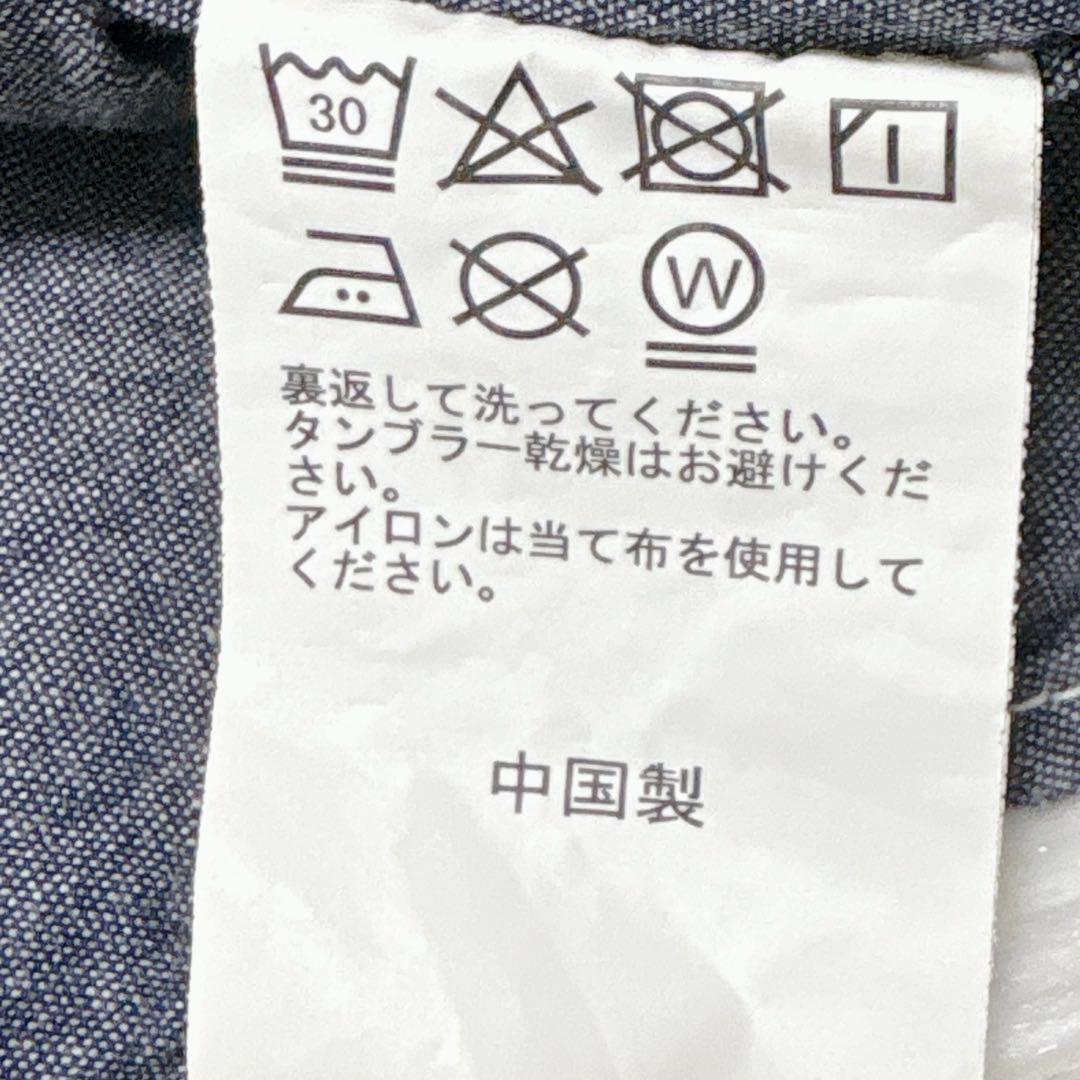 30
W
裏返して洗ってください。
タンブラー乾燥はお避けくだ
さい。
アイロンは当て布を使用して
ください。
中国製